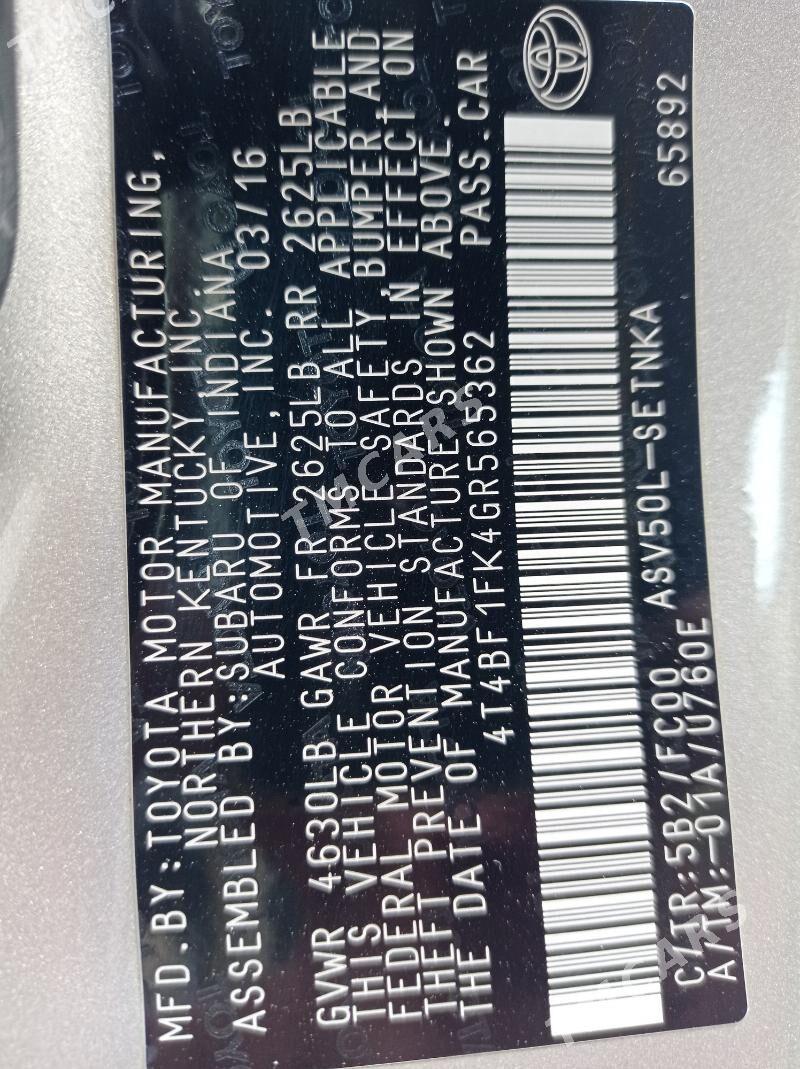 MFD.BY:TOYOTA MOTOR MANUFACTURING,
NORTHERN KENTUCKY INC
ASSEMBLED BY:SUBARU OF INDIANA
AUTOMOTIVE,INC. 03/16
GVWR 4630LB GAWR FR 2625LB RR 2625LB
THIS VEHICLE CONFORMS TO ALL APPLICABLE
FEDERAL MOTOR VEHICLE SAFETY BUMPER AND
THEFT PREVENTION STANDARDS IN EFFECT ON
THE DATE OF MANUFACTURE SHOWN ABOVE.
4T4BF1FK4GR565362 PASS.CAR
C/TR:5B2/FC00 ASV50L-SETNKA 65892
A/TM:-01A/U760E
TMCARS
TMCARS